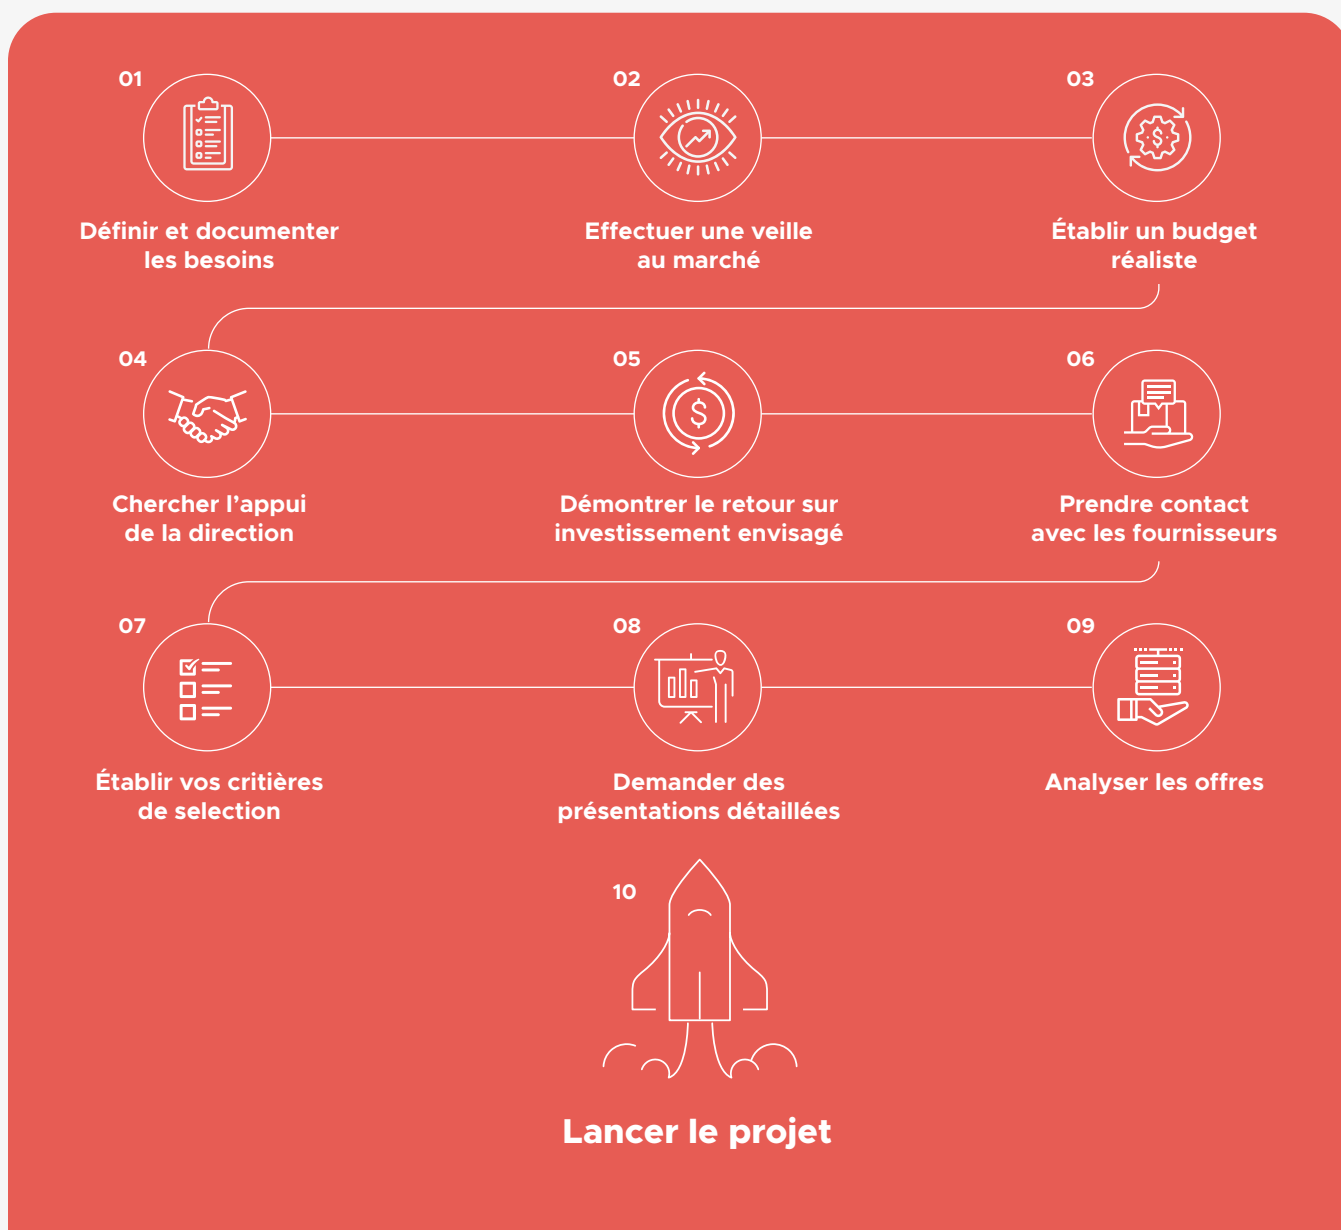 01
Définir et documenter
les besoins
02
Effectuer une veille
au marché
03
Établir un budget
réaliste
04
Chercher l'appui
de la direction
05
Démontrer le retour sur
investissement envisagé
06
Prendre contact
avec les fournisseurs
07
Établir vos critières
de selection
08
Demander des
présentations détaillées
09
Analyser les offres
10
Lancer le projet